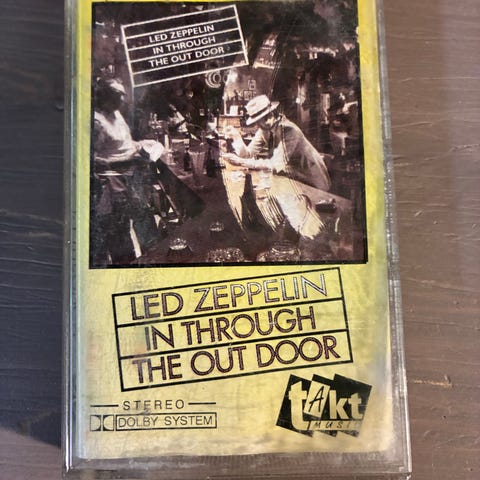 LED ZEPPELIN
IN THROUGH
THE OUT DOOR
LED ZEPPELIN
IN THROUGH
THE OUT DOOR
STEREO
DOLBY SYSTEM
tAkt
MUSIC